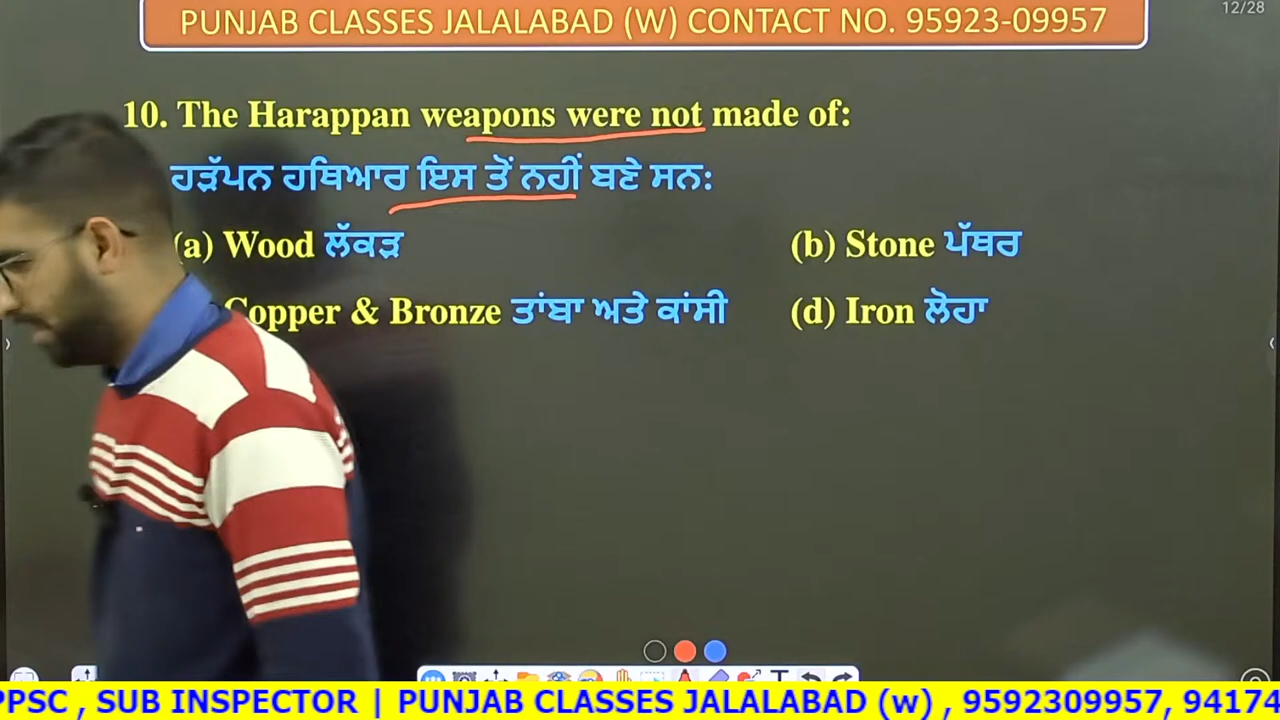 12/28
PUNJAB CLASSES JALALABAD (W) CONTACT NO. 95923-09957
10. The Harappan weapons were not made of:
ਹੜੱਪਨ ਹਥਿਆਰ ਇਸ ਤੋਂ ਨਹੀਂ ਬਣੇ ਸਨ:
(a) Wood ਲੱਕੜ (b) Stone ਪੱਥਰ
Copper & Bronze ਤਾਂਬਾ ਅਤੇ ਕਾਂਸੀ (d) Iron ਲੋਹਾ
PPSC , SUB INSPECTOR | PUNJAB CLASSES JALALABAD (w) , 9592309957, 94174